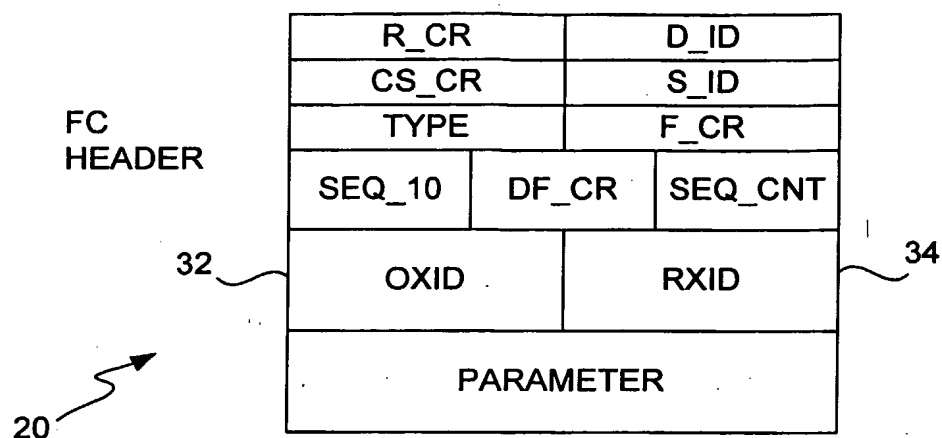 R_CR D_ID
CS_CR S_ID
FC
HEADER
TYPE F_CR
SEQ_10 DF_CR SEQ_CNT
32 OXID RXID 34
PARAMETER
20